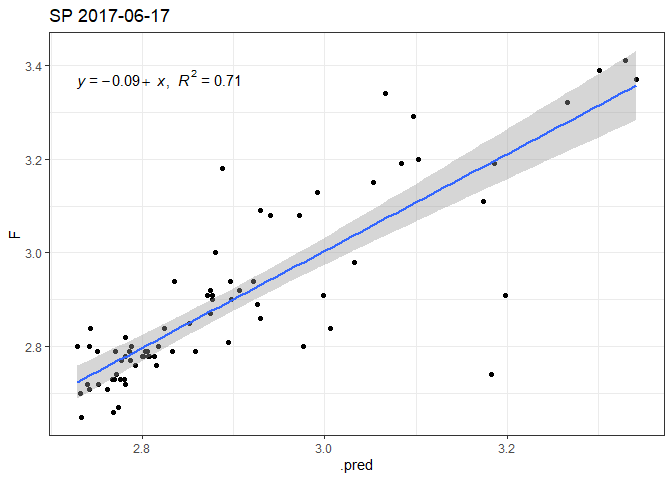 SP 2017-06-17
y = −0.09 + x, R² = 0.71
3.4
3.2
3.0
2.8
F
2.8 3.0 3.2
.pred